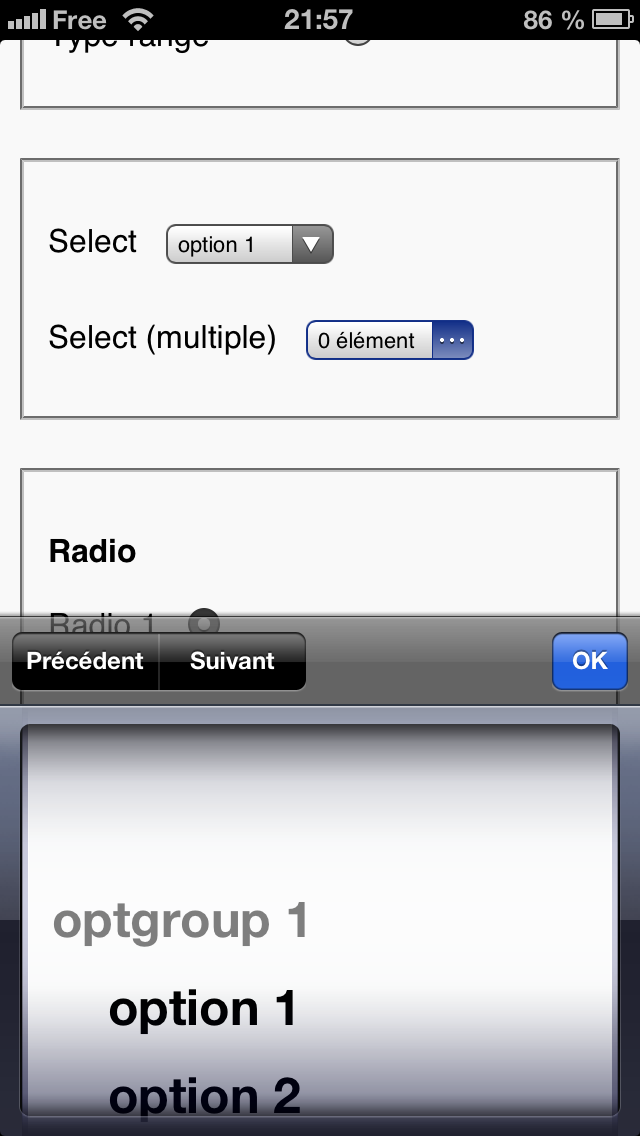 Free 21:57 86 %
Type range
Select option 1
Select (multiple) 0 élément
Radio
Radio 1
Précédent Suivant OK
optgroup 1
option 1
option 2